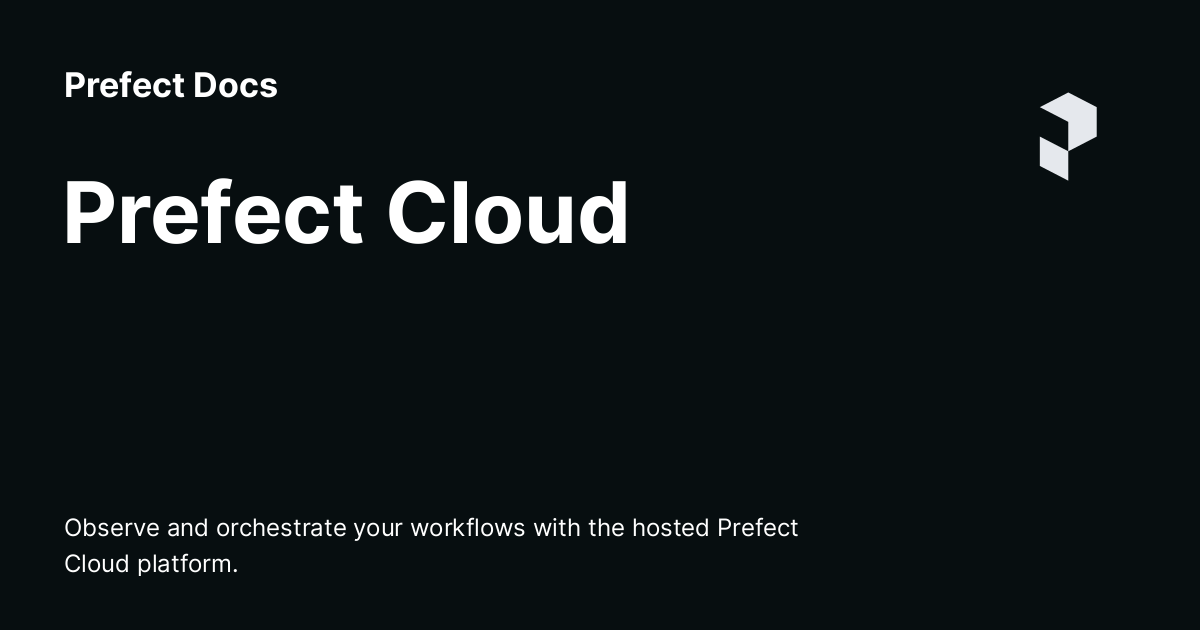 Prefect Docs
Prefect Cloud
Observe and orchestrate your workflows with the hosted Prefect
Cloud platform.